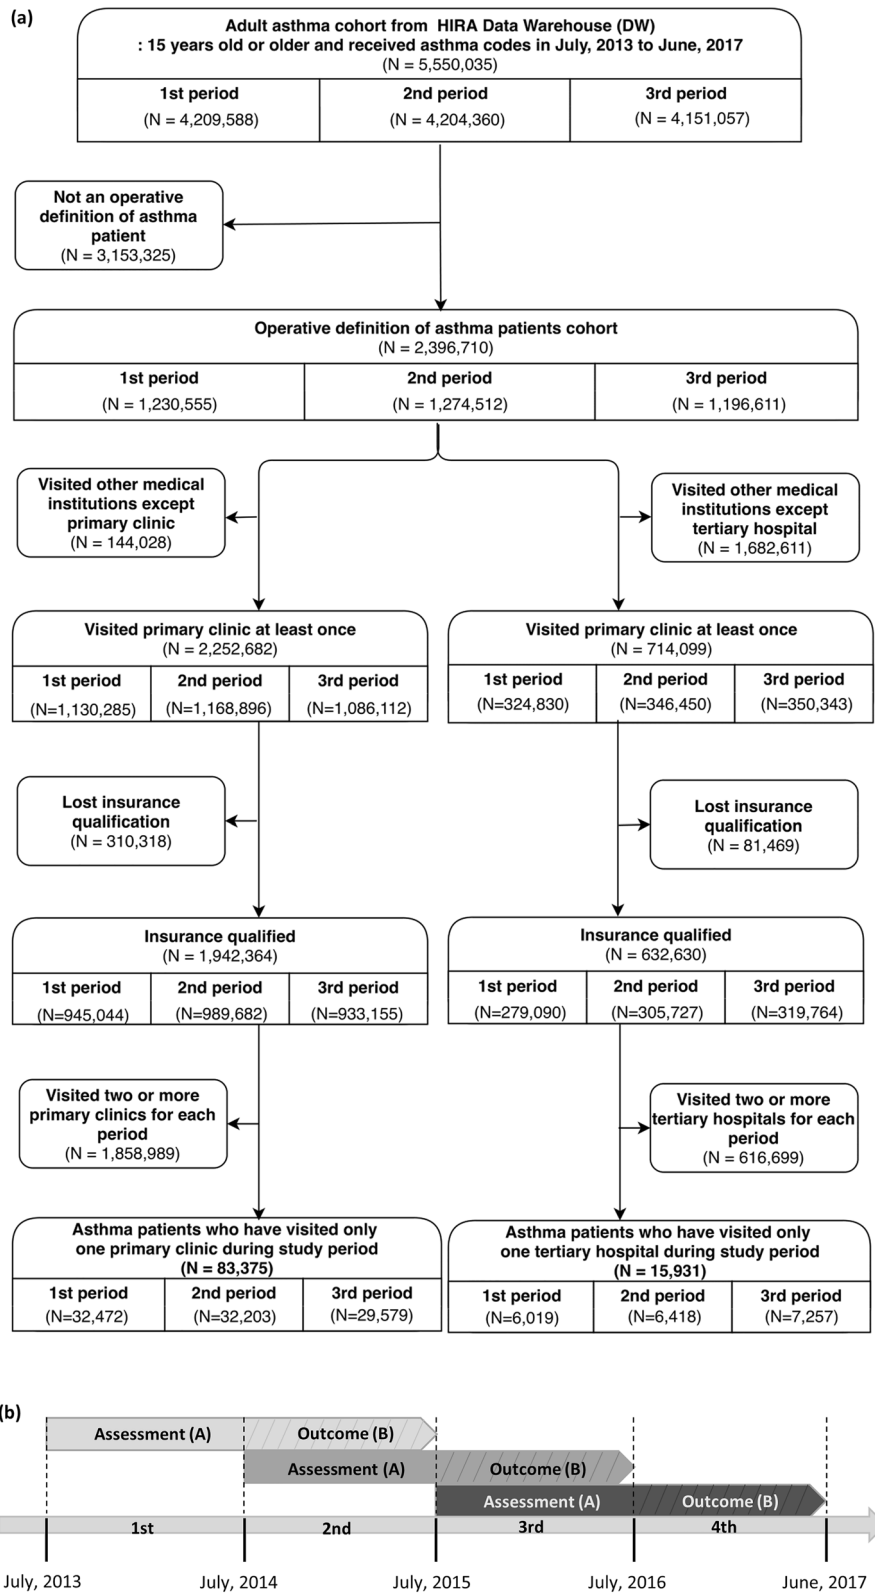 (a)
Adult asthma cohort from HIRA Data Warehouse (DW)
: 15 years old or older and received asthma codes in July, 2013 to June, 2017
(N = 5,550,035)
1st period
(N = 4,209,588)
2nd period
(N = 4,204,360)
3rd period
(N = 4,151,057)
Not an operative
definition of asthma
patient
(N = 3,153,325)
Operative definition of asthma patients cohort
(N = 2,396,710)
1st period
(N = 1,230,555)
2nd period
(N = 1,274,512)
3rd period
(N = 1,196,611)
Visited other medical
institutions except
primary clinic
(N = 144,028)
Visited other medical
institutions except
tertiary hospital
(N = 1,682,611)
Visited primary clinic at least once
(N = 2,252,682)
1st period
(N=1,130,285)
2nd period
(N=1,168,896)
3rd period
(N=1,086,112)
Visited primary clinic at least once
(N = 714,099)
1st period
(N=324,830)
2nd period
(N=346,450)
3rd period
(N=350,343)
Lost insurance
qualification
(N = 310,318)
Lost insurance
qualification
(N = 81,469)
Insurance qualified
(N = 1,942,364)
1st period
(N=945,044)
2nd period
(N=989,682)
3rd period
(N=933,155)
Insurance qualified
(N = 632,630)
1st period
(N=279,090)
2nd period
(N=305,727)
3rd period
(N=319,764)
Visited two or more
primary clinics for each
period
(N = 1,858,989)
Visited two or more
tertiary hospitals for each
period
(N = 616,699)
Asthma patients who have visited only
one primary clinic during study period
(N = 83,375)
1st period
(N=32,472)
2nd period
(N=32,203)
3rd period
(N=29,579)
Asthma patients who have visited only
one tertiary hospital during study period
(N = 15,931)
1st period
(N=6,019)
2nd period
(N=6,418)
3rd period
(N=7,257)
(b)
Assessment (A)
Outcome (B)
Assessment (A)
Outcome (B)
Assessment (A)
Outcome (B)
1st
2nd
3rd
4th
July, 2013
July, 2014
July, 2015
July, 2016
June, 2017